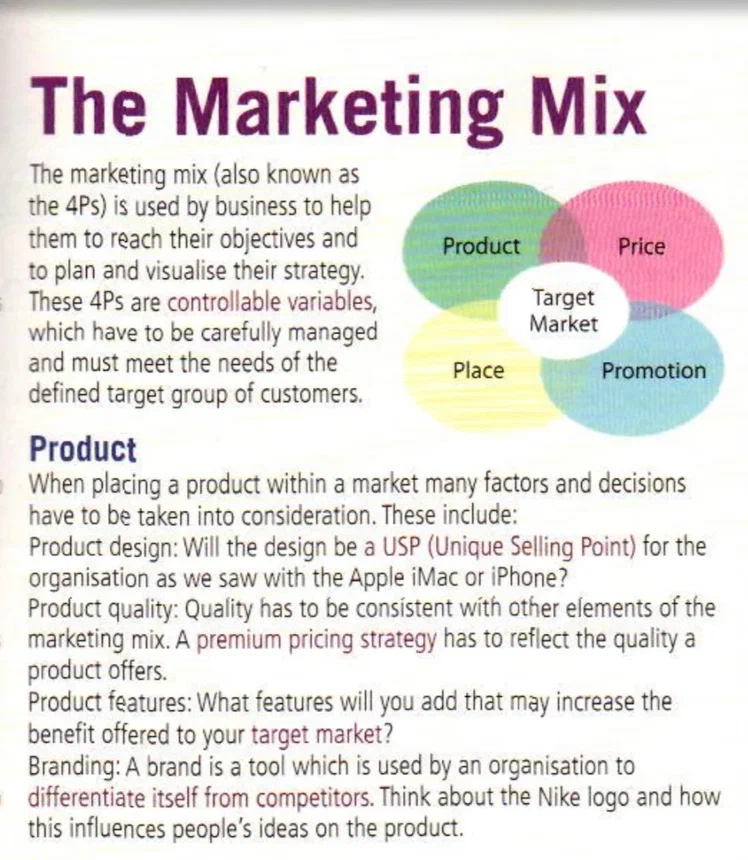 The Marketing Mix
The marketing mix (also known as
the 4Ps) is used by business to help
them to reach their objectives and
to plan and visualise their strategy.
These 4Ps are controllable variables,
which have to be carefully managed
and must meet the needs of the
defined target group of customers.
Product
Price
Target
Market
Place
Promotion
Product
When placing a product within a market many factors and decisions
have to be taken into consideration. These include:
Product design: Will the design be a USP (Unique Selling Point) for the
organisation as we saw with the Apple iMac or iPhone?
Product quality: Quality has to be consistent with other elements of the
marketing mix. A premium pricing strategy has to reflect the quality a
product offers.
Product features: What features will you add that may increase the
benefit offered to your target market?
Branding: A brand is a tool which is used by an organisation to
differentiate itself from competitors. Think about the Nike logo and how
this influences people's ideas on the product.